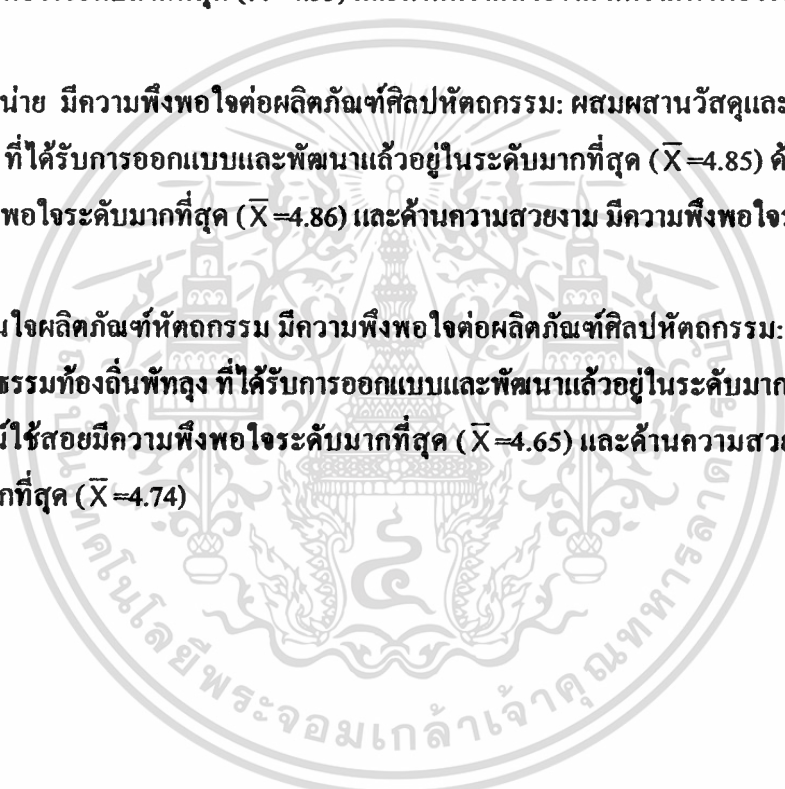 น่าย มีความพึงพอใจต่อผลิตภัณฑ์ศิลปหัตถกรรม: ผสมผสานวัสดุและ
ที่ได้รับการออกแบบและพัฒนาแล้วอยู่ในระดับมากที่สุด (X̅=4.85) ด้
พอใจระดับมากที่สุด (X̅=4.86) และด้านความสวยงาม มีความพึงพอใจร
นใจผลิตภัณฑ์หัตถกรรม มีความพึงพอใจต่อผลิตภัณฑ์ศิลปหัตถกรรม:
ธรรมท้องถิ่นพัทลุง ที่ได้รับการออกแบบและพัฒนาแล้วอยู่ในระดับมาก
น์ใช้สอยมีความพึงพอใจระดับมากที่สุด (X̅=4.65) และด้านความสวย
กที่สุด (X̅=4.74)
คโนโลยีพระจอมเกล้าเจ้าคุณทหารลาดกระบัง